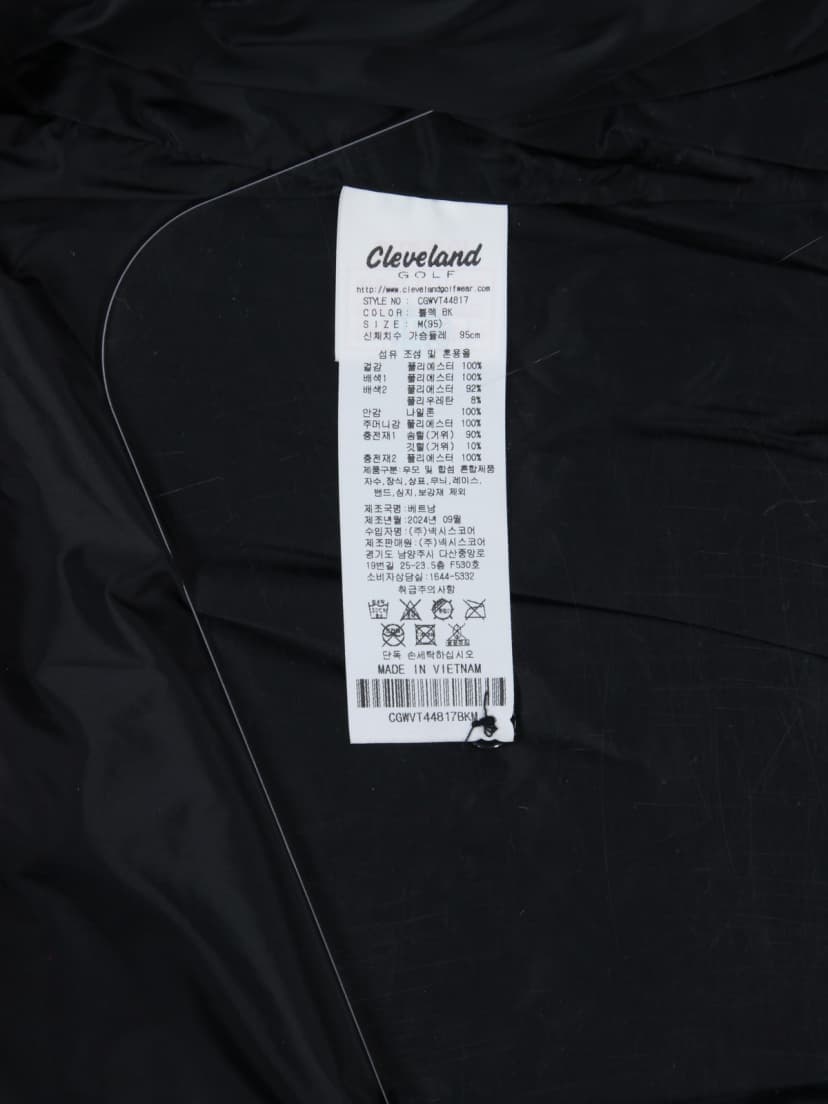 Cleveland
GOLF
http://www.clevelandgolfwear.com
STYLE NO : CGWVT44817
COLOR: 블랙 BK
SIZE: M(95)
신체치수 가슴둘레 95cm
섬유 조성 및 혼용율
겉감 폴리에스터 100%
배색1 폴리에스터 100%
배색2 폴리에스터 92%
폴리우레탄 8%
안감 나일론 100%
주머니감 폴리에스터 100%
충전재1 솜털(거위) 90%
깃털(거위) 10%
충전재2 폴리에스터 100%
제품구분:우모 및 합섬 혼합제품
자수,장식,상표,무늬,레이스,
밴드,심지,보강재 제외
제조국명:베트남
제조년월:2024년 09월
수입자명:(주)넥시스코어
제조판매원:(주)넥시스코어
경기도 남양주시 다산중앙로
19번길 25-23.5층 F530호
소비자상담실:1644-5332
취급주의사항
단독 손세탁하십시오
MADE IN VIETNAM
CGWVT44817BKM